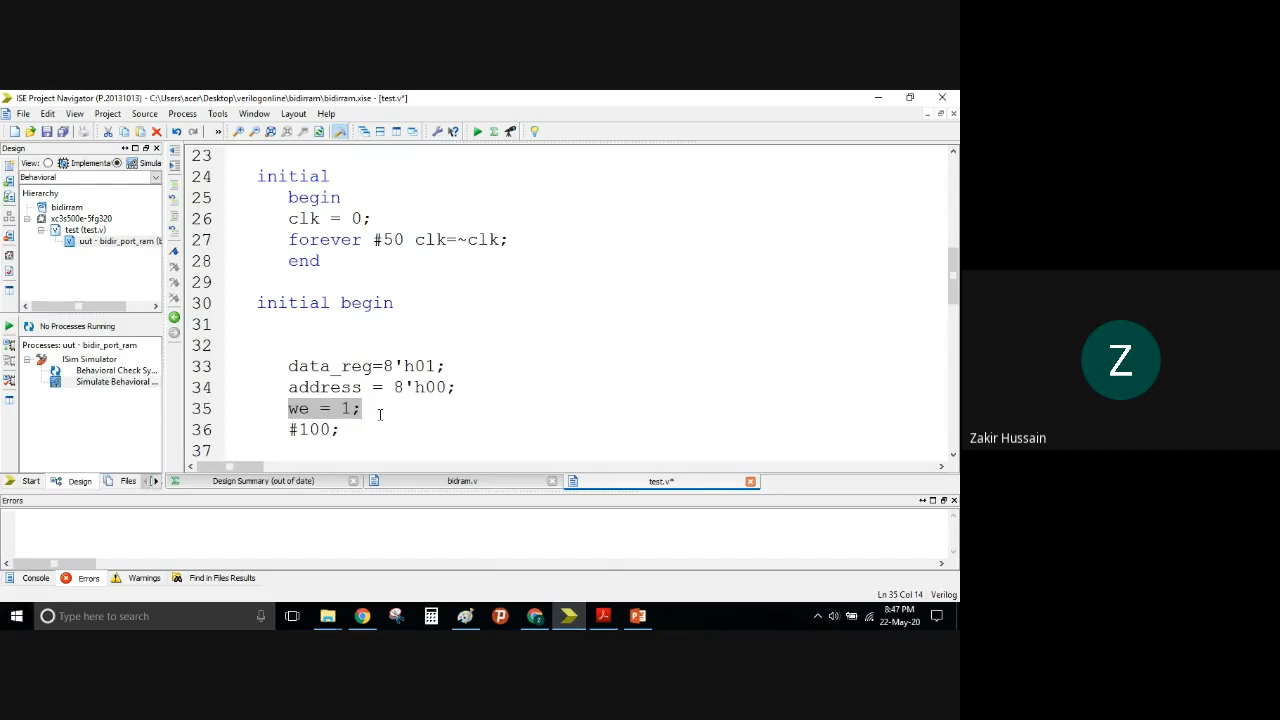 ISE Project Navigator (P.20131013) - C:\Users\acer\Desktop\verilogonline\bidirram\bidirram.xise - [test.v*]
File Edit View Project Source Process Tools Window Layout Help
Design
View: Implementa Simula
Behavioral
Hierarchy
bidirram
xc3s500e-5fg320
test (test.v)
uut - bidir_port_ram (b
No Processes Running
Processes: uut - bidir_port_ram
ISim Simulator
Behavioral Check Sy...
Simulate Behavioral ...
Start Design Files
23
24 initial
25 begin
26 clk = 0;
27 forever #50 clk=~clk;
28 end
29
30 initial begin
31
32
33 data_reg=8'h01;
34 address = 8'h00;
35 we = 1;
36 #100;
37
Design Summary (out of date) bidram.v test.v*
Errors
Console Errors Warnings Find in Files Results
Ln 35 Col 14 Verilog
Type here to search
8:47 PM
22-May-20
Z
Zakir Hussain